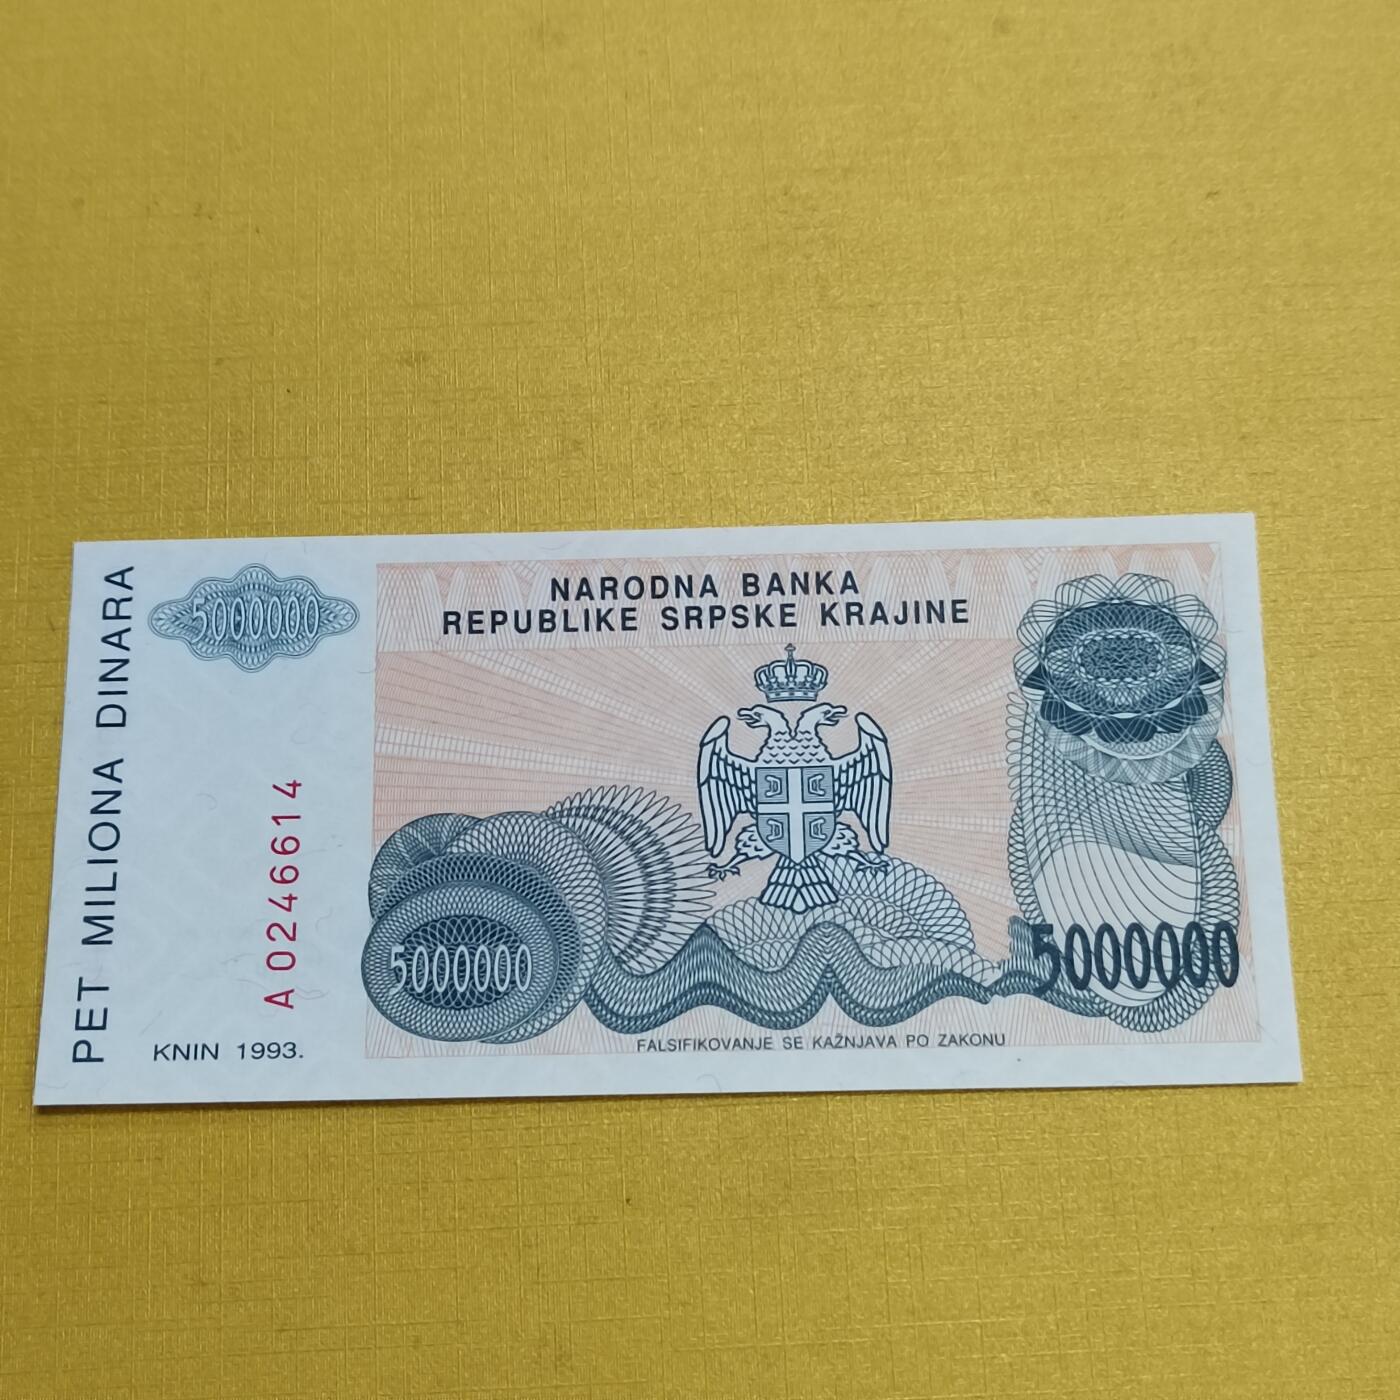 PET MILIONA DINARA
5000000
A 0246614
KNIN 1993.
NARODNA BANKA
REPUBLIKE SRPSKE KRAJINE
5000000
5000000
FALSIFIKOVANJE SE KAŽNJAVA PO ZAKONU